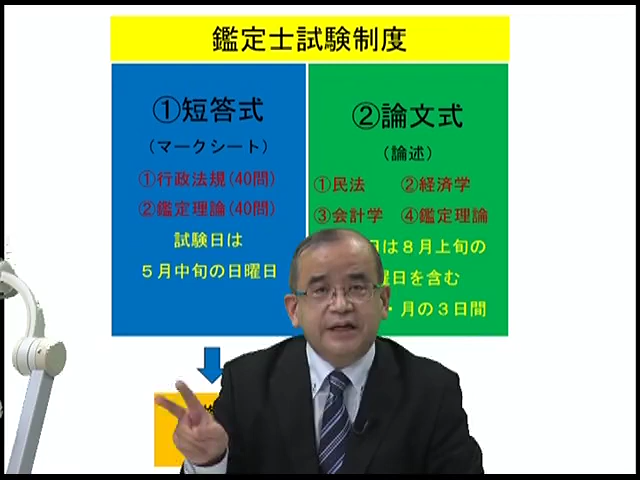 鑑定士試験制度
①短答式
（マークシート）
①行政法規(40問)
②鑑定理論(40問)
試験日は
５月中旬の日曜日
②論文式
（論述）
①民法 ②経済学
③会計学 ④鑑定理論
日は８月上旬の
曜日を含む
・月の３日間